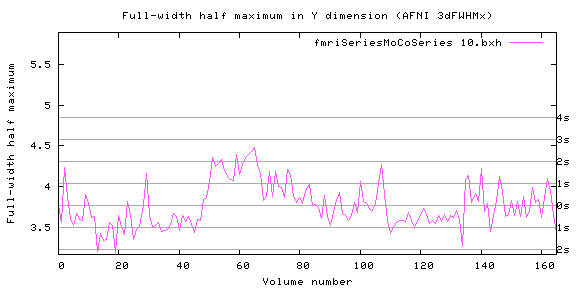 Full-width half maximum in Y dimension (AFNI 3dFWHMx)
fmriSeriesMoCoSeries 10.bxh
Full-width half maximum
5.5
5
4.5
4
3.5
4s
3s
2s
1s
0s
1s
2s
0 20 40 60 80 100 120 140 160
Volume number